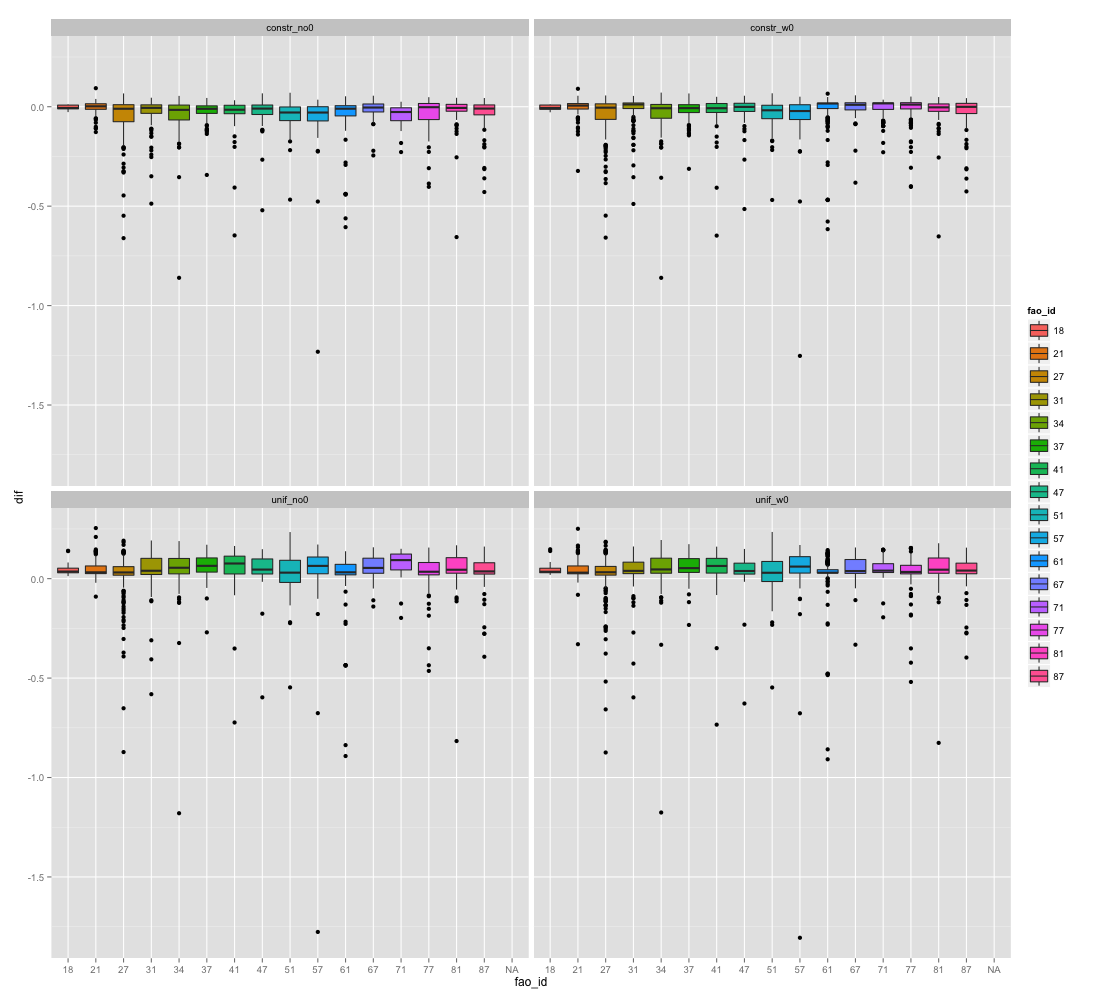 constr_no0
constr_w0
0.0
-0.5
-1.0
-1.5
unif_no0
unif_w0
0.0
-0.5
-1.0
-1.5
dif
18 21 27 31 34 37 41 47 51 57 61 67 71 77 81 87 NA
18 21 27 31 34 37 41 47 51 57 61 67 71 77 81 87 NA
fao_id
fao_id
18
21
27
31
34
37
41
47
51
57
61
67
71
77
81
87